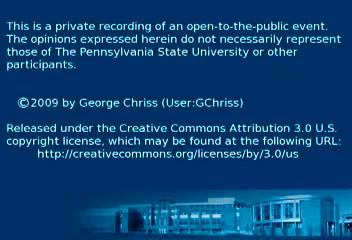 This is a private recording of an open-to-the-public event.
The opinions expressed herein do not necessarily represent
those of The Pennsylvania State University or other
participants.
©2009 by George Chriss (User:GChriss)
Released under the Creative Commons Attribution 3.0 U.S.
copyright license, which may be found at the following URL:
http://creativecommons.org/licenses/by/3.0/us